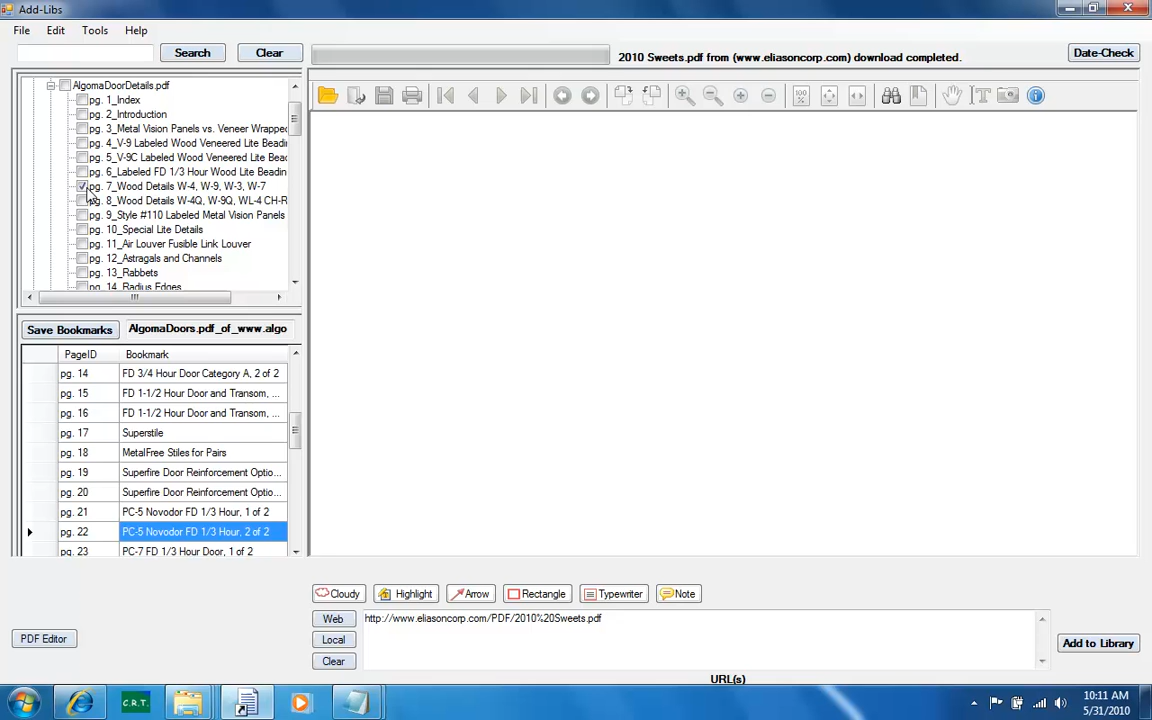 Add-Libs
File Edit Tools Help
Search Clear 2010 Sweets.pdf from (www.eliasoncorp.com) download completed. Date-Check
AlgomaDoorDetails.pdf
pg. 1_Index
pg. 2_Introduction
pg. 3_Metal Vision Panels vs. Veneer Wrapped
pg. 4_V-9 Labeled Wood Veneered Lite Beadin
pg. 5_V-9C Labeled Wood Veneered Lite Bead
pg. 6_Labeled FD 1/3 Hour Wood Lite Beadin
pg. 7_Wood Details W-4, W-9, W-3, W-7
pg. 8_Wood Details W-4Q, W-9Q, WL-4 CH-R
pg. 9_Style #110 Labeled Metal Vision Panels
pg. 10_Special Lite Details
pg. 11_Air Louver Fusible Link Louver
pg. 12_Astragals and Channels
pg. 13_Rabbets
pg. 14_Radius Edges
Save Bookmarks AlgomaDoors.pdf_of_www.algo
PageID Bookmark
pg. 14 FD 3/4 Hour Door Category A, 2 of 2
pg. 15 FD 1-1/2 Hour Door and Transom, ...
pg. 16 FD 1-1/2 Hour Door and Transom, ...
pg. 17 Superstile
pg. 18 MetalFree Stiles for Pairs
pg. 19 Superfire Door Reinforcement Optio...
pg. 20 Superfire Door Reinforcement Optio...
pg. 21 PC-5 Novodor FD 1/3 Hour, 1 of 2
pg. 22 PC-5 Novodor FD 1/3 Hour, 2 of 2
pg. 23 PC-7 FD 1/3 Hour Door, 1 of 2
100 %
Cloudy Highlight Arrow Rectangle Typewriter Note
Web http://www.eliasoncorp.com/PDF/2010%20Sweets.pdf
Local
Clear
PDF Editor
Add to Library
URL(s)
C.R.T.
10:11 AM
5/31/2010